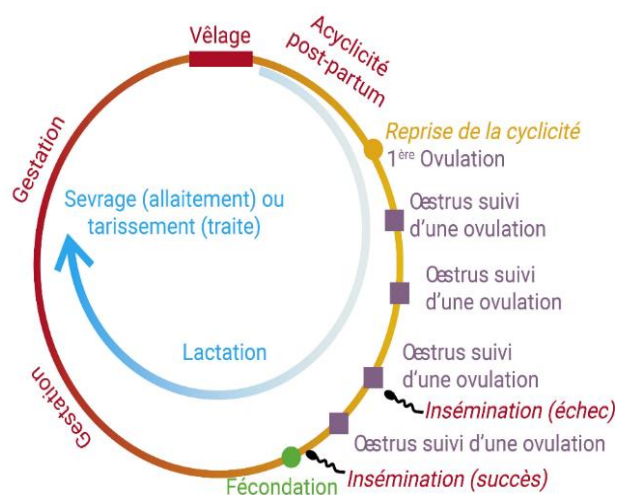 Vêlage
Acyclicité
post-partum
Reprise de la cyclicité
1ère Ovulation
Œstrus suivi
d'une ovulation
Œstrus suivi
d'une ovulation
Œstrus suivi
d'une ovulation
Insémination (échec)
Œstrus suivi d'une ovulation
Insémination (succès)
Fécondation
Gestation
Gestation
Sevrage (allaitement) ou
tarissement (traite)
Lactation